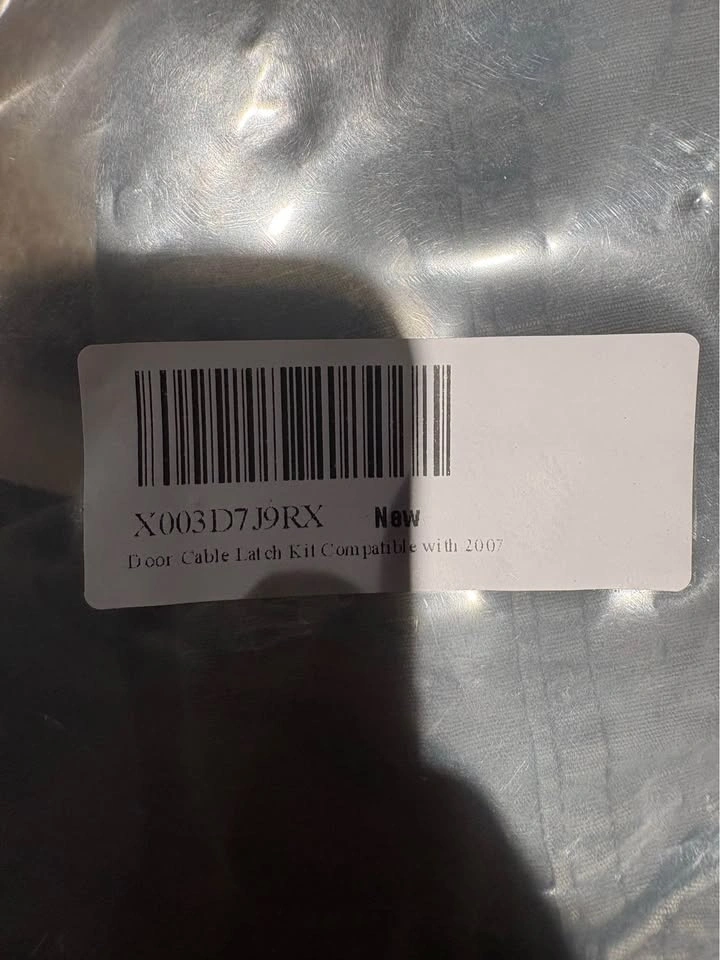 X003D7J9RX New
Door Cable Latch Kit Compatible with 2007